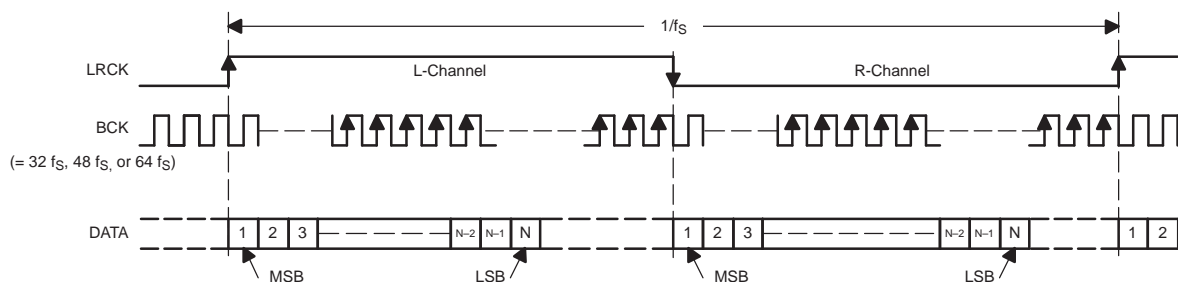 1/fS
LRCK
L-Channel
R-Channel
BCK
(= 32 fS, 48 fS, or 64 fS)
DATA
1 2 3 N–2 N–1 N 1 2 3 N–2 N–1 N 1 2
MSB LSB MSB LSB